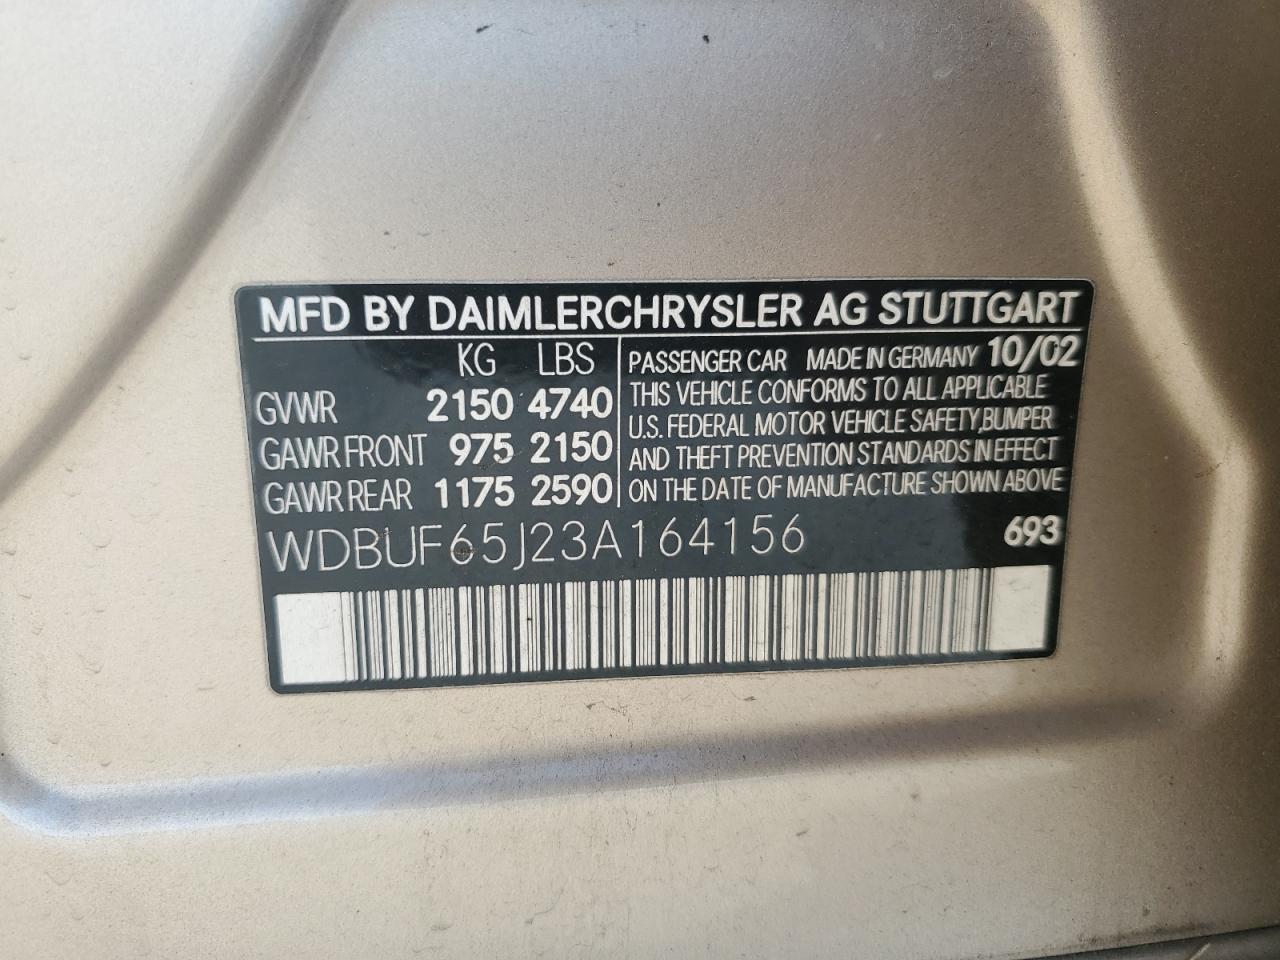 MFD BY DAIMLERCHRYSLER AG STUTTGART
KG LBS
GVWR 2150 4740
GAWR FRONT 975 2150
GAWR REAR 1175 2590
PASSENGER CAR MADE IN GERMANY 10/02
THIS VEHICLE CONFORMS TO ALL APPLICABLE
U.S. FEDERAL MOTOR VEHICLE SAFETY,BUMPER
AND THEFT PREVENTION STANDARDS IN EFFECT
ON THE DATE OF MANUFACTURE SHOWN ABOVE
WDBUF65J23A164156 693